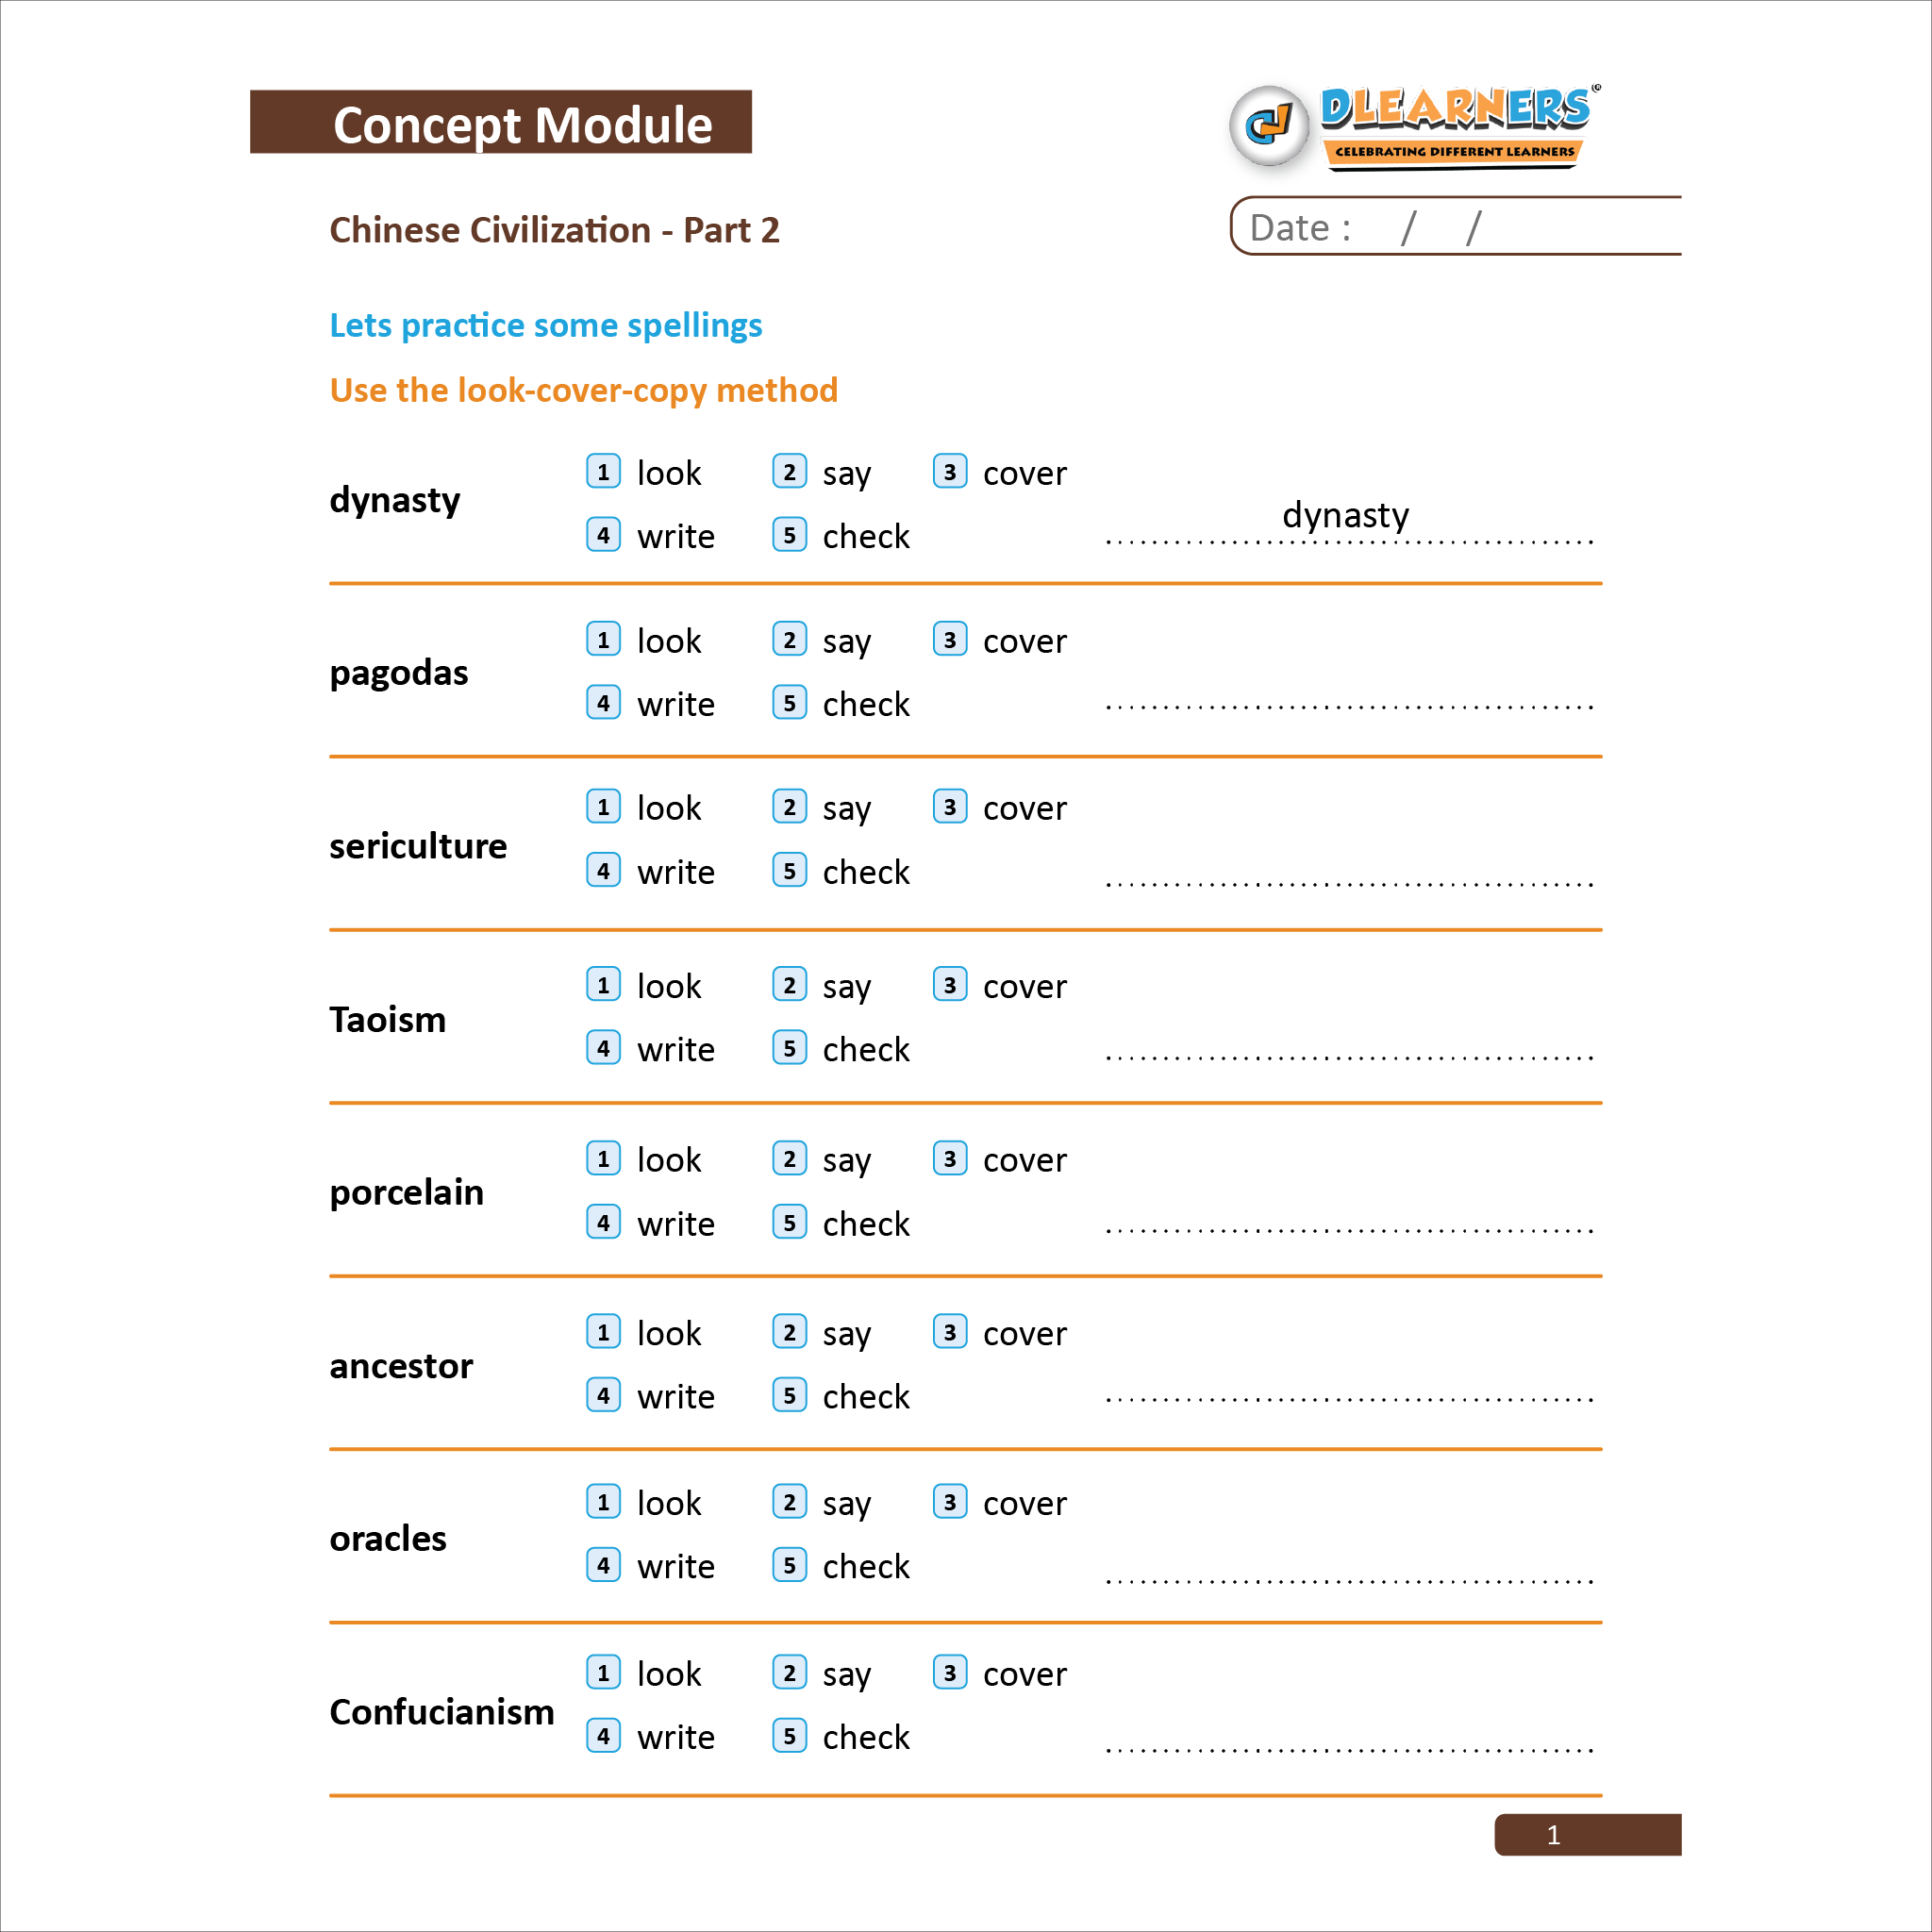 Concept Module
DLEARNERS®
CELEBRATING DIFFERENT LEARNERS
Chinese Civilization - Part 2
Date : / /
Lets practice some spellings
Use the look-cover-copy method
dynasty
1 look 2 say 3 cover
4 write 5 check
dynasty
pagodas
1 look 2 say 3 cover
4 write 5 check
sericulture
1 look 2 say 3 cover
4 write 5 check
Taoism
1 look 2 say 3 cover
4 write 5 check
porcelain
1 look 2 say 3 cover
4 write 5 check
ancestor
1 look 2 say 3 cover
4 write 5 check
oracles
1 look 2 say 3 cover
4 write 5 check
Confucianism
1 look 2 say 3 cover
4 write 5 check
1